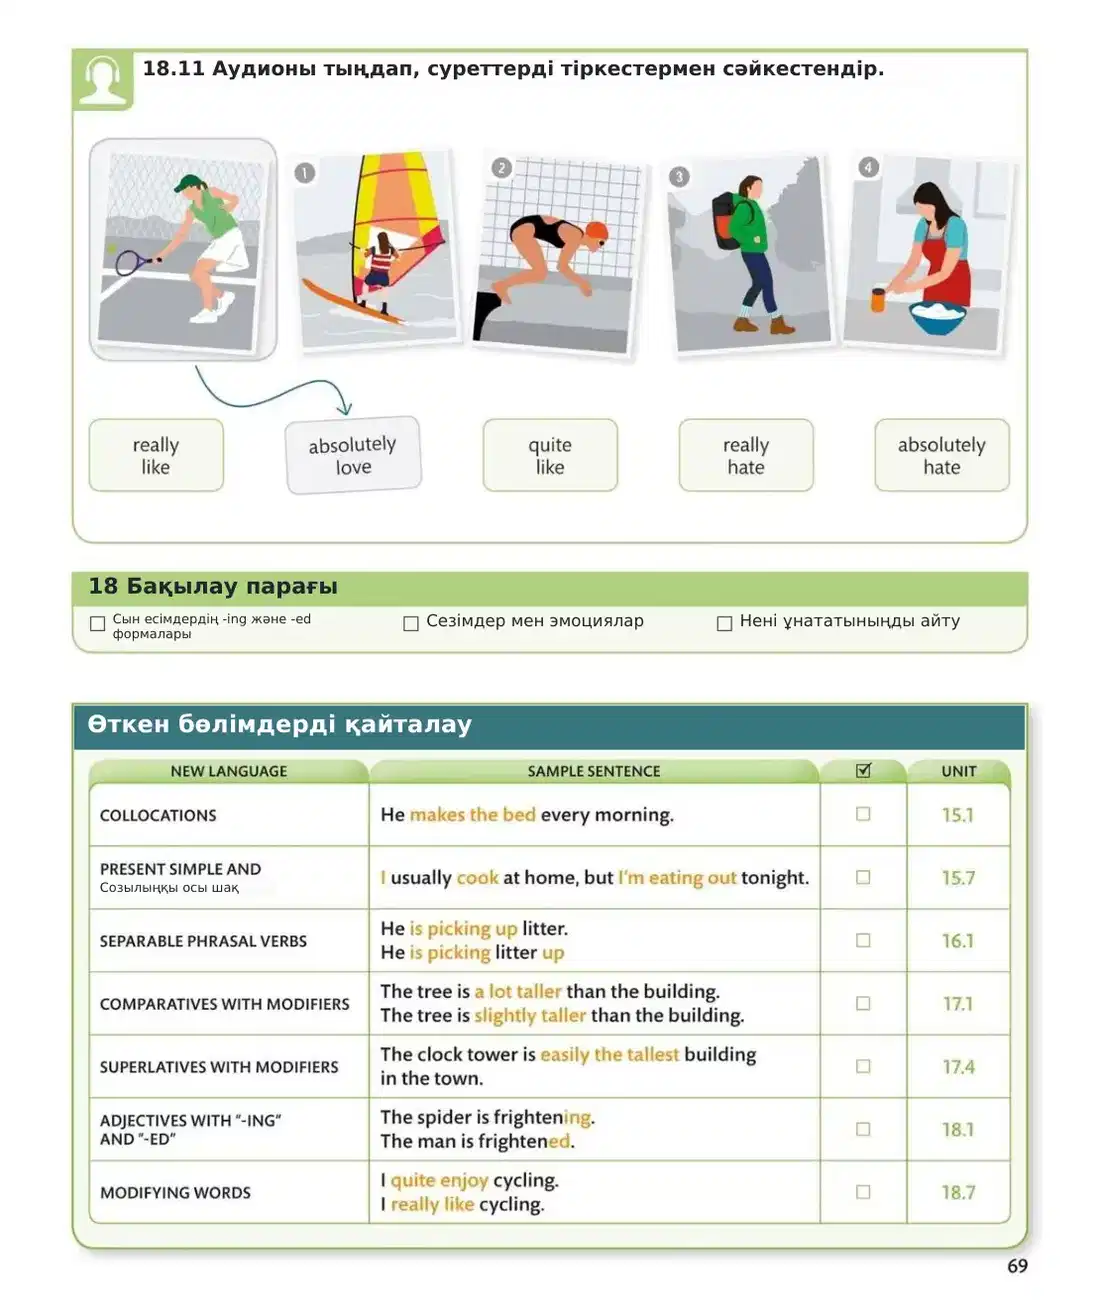 18.11 Аудионы тыңдап, суреттерді тіркестермен сәйкестендір.
1
2
3
4
really
like
absolutely
love
quite
like
really
hate
absolutely
hate
18 Бақылау парағы
Сын есімдердің -ing және -ed
формалары
Сезімдер мен эмоциялар
Нені ұнататыныңды айту
Өткен бөлімдерді қайталау
NEW LANGUAGE
SAMPLE SENTENCE
UNIT
COLLOCATIONS
He makes the bed every morning.
15.1
PRESENT SIMPLE AND
Созылыңқы осы шақ
I usually cook at home, but I'm eating out tonight.
15.7
SEPARABLE PHRASAL VERBS
He is picking up litter.
He is picking litter up
16.1
COMPARATIVES WITH MODIFIERS
The tree is a lot taller than the building.
The tree is slightly taller than the building.
17.1
SUPERLATIVES WITH MODIFIERS
The clock tower is easily the tallest building
in the town.
17.4
ADJECTIVES WITH "-ING"
AND "-ED"
The spider is frightening.
The man is frightened.
18.1
MODIFYING WORDS
I quite enjoy cycling.
I really like cycling.
18.7
69